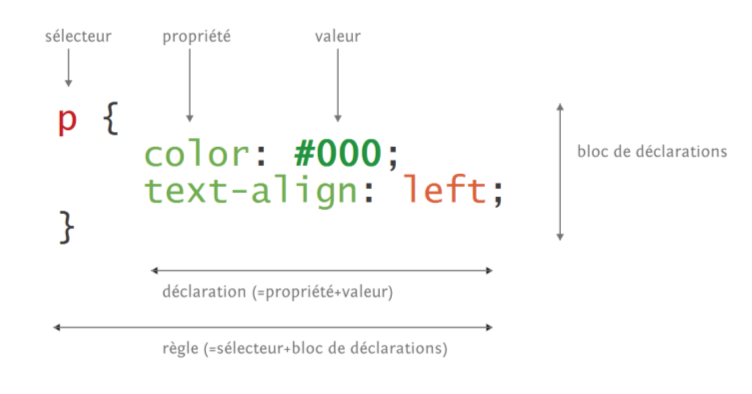 sélecteur propriété valeur
p {
color: #000;
bloc de déclarations
text-align: left;
}
déclaration (=propriété+valeur)
règle (=sélecteur+bloc de déclarations)